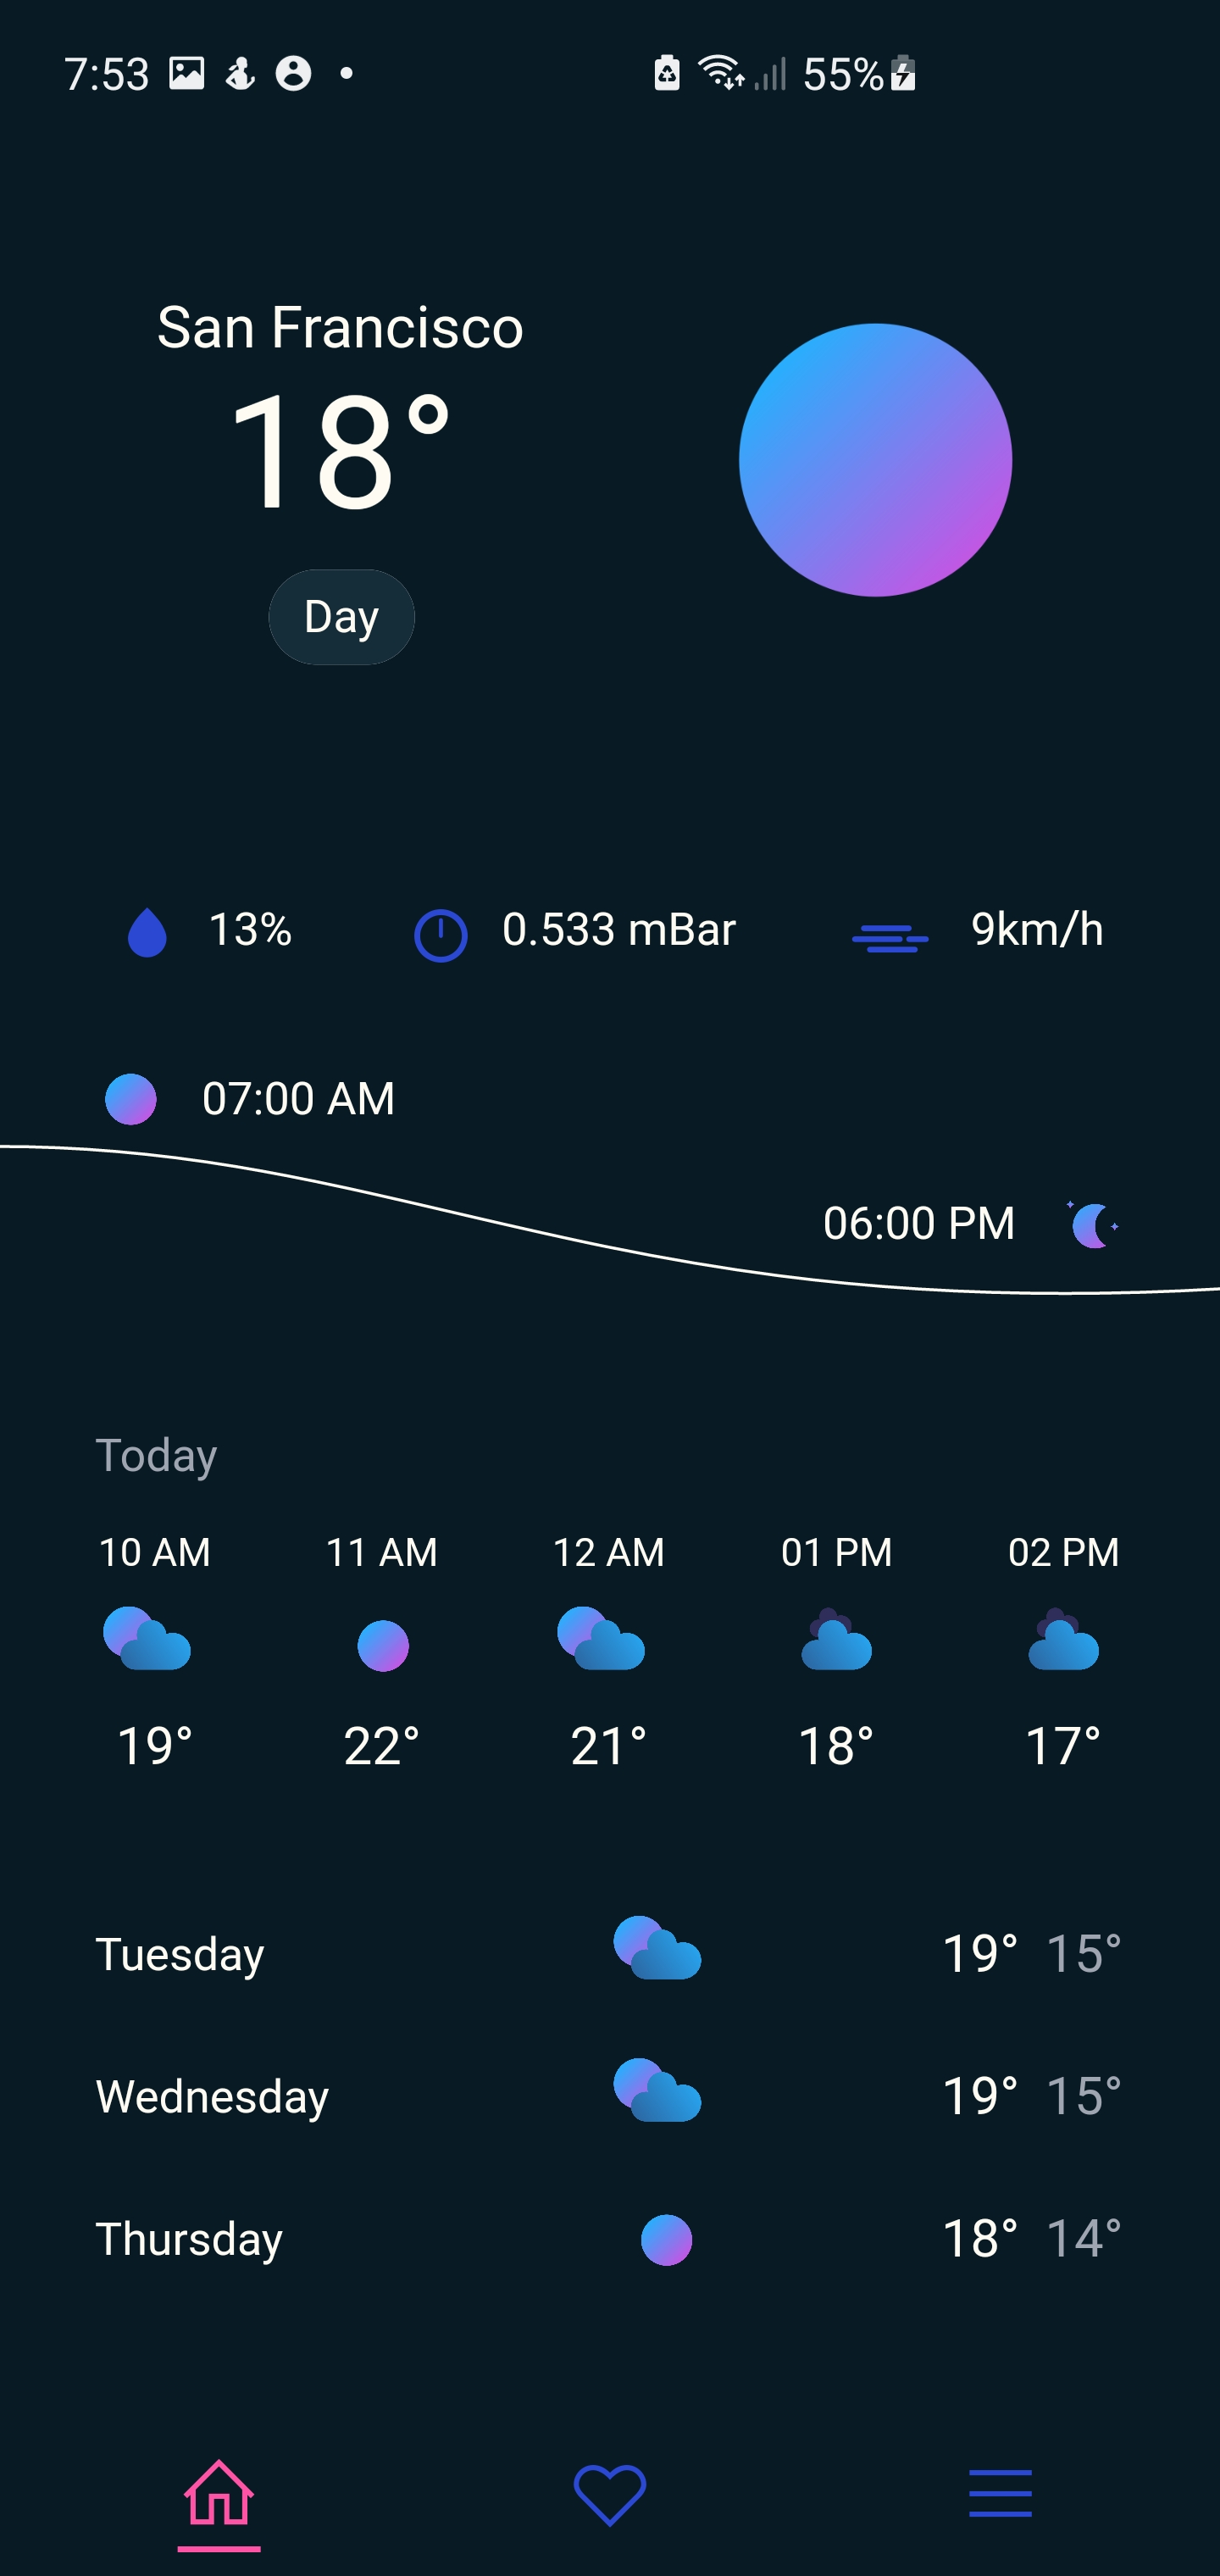 7:53 55%
San Francisco
18°
Day
13% 0.533 mBar 9km/h
07:00 AM
06:00 PM
Today
10 AM 11 AM 12 AM 01 PM 02 PM
19° 22° 21° 18° 17°
Tuesday 19° 15°
Wednesday 19° 15°
Thursday 18° 14°